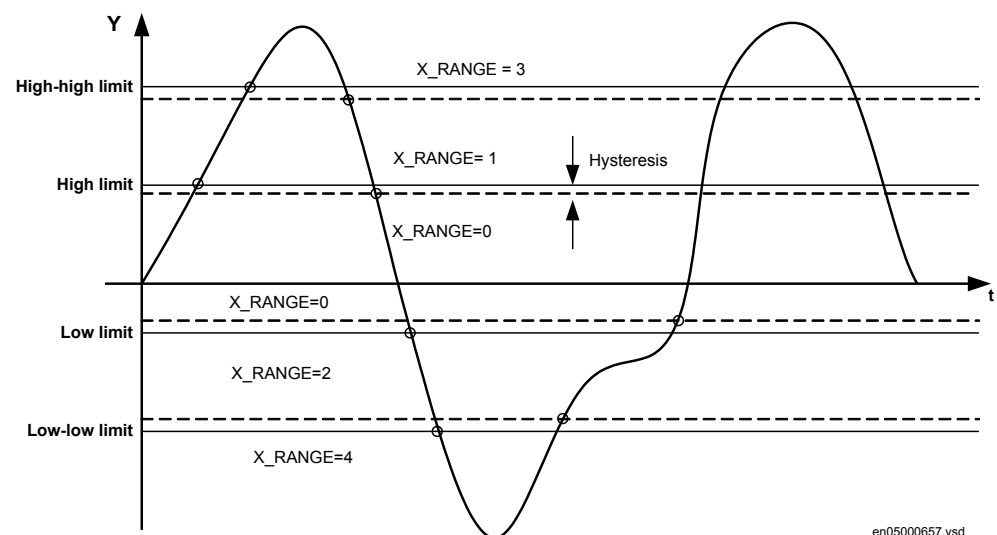 Y
X_RANGE = 3
High-high limit
X_RANGE= 1
Hysteresis
High limit
X_RANGE=0
t
X_RANGE=0
Low limit
X_RANGE=2
Low-low limit
X_RANGE=4
en05000657.vsd